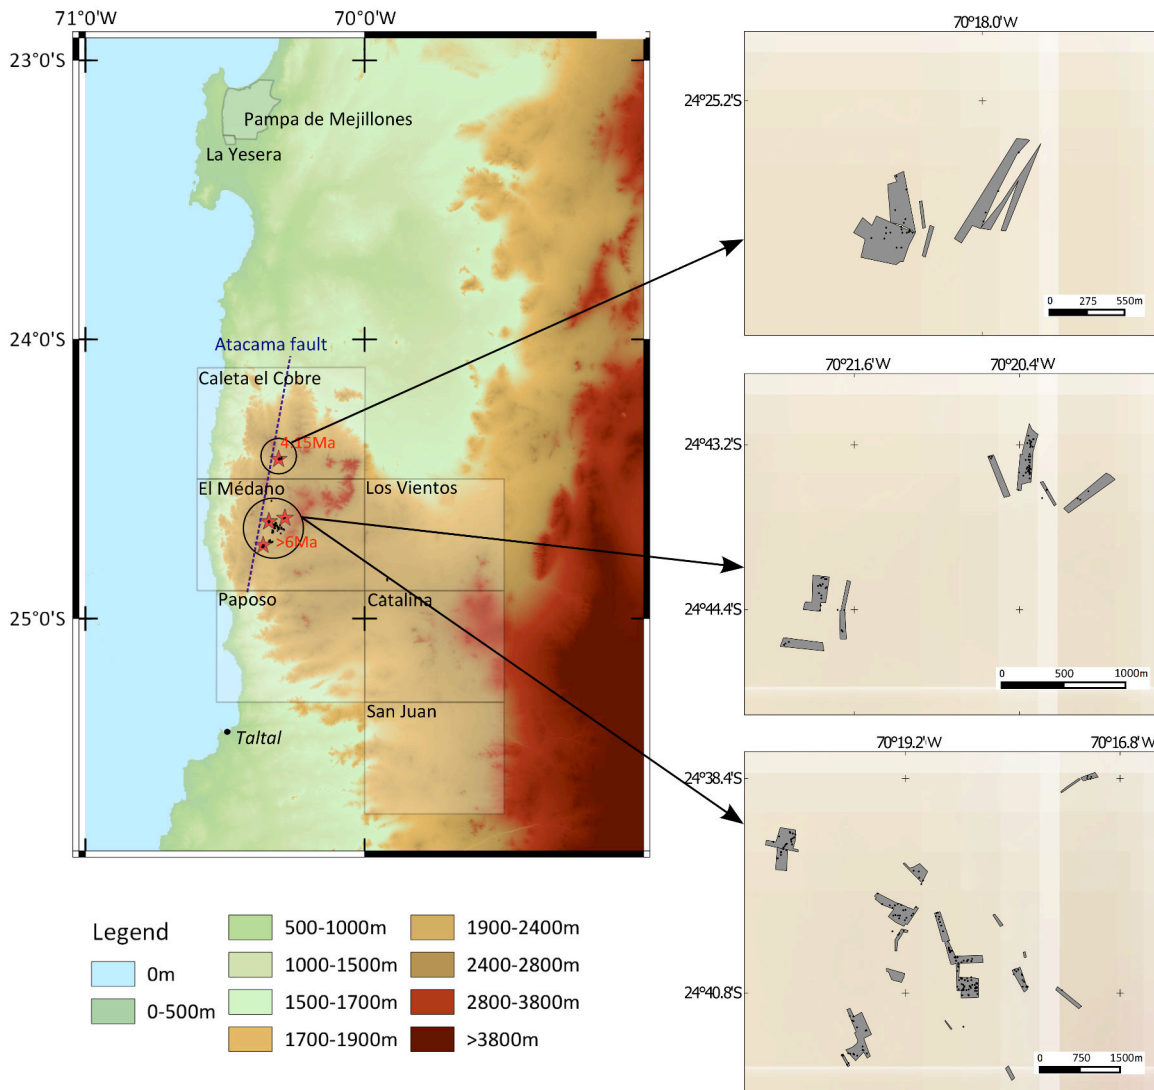 71°0'W
70°0'W
23°0'S
24°0'S
25°0'S
Pampa de Mejillones
La Yesera
Atacama fault
Caleta el Cobre
4.15Ma
El Médano
Los Vientos
>6Ma
Paposo
Catalina
San Juan
Taltal
70°18.0'W
24°25.2'S
0 275 550m
70°21.6'W
70°20.4'W
24°43.2'S
24°44.4'S
0 500 1000m
70°19.2'W
70°16.8'W
24°38.4'S
24°40.8'S
0 750 1500m
Legend
0m
0-500m
500-1000m
1000-1500m
1500-1700m
1700-1900m
1900-2400m
2400-2800m
2800-3800m
>3800m